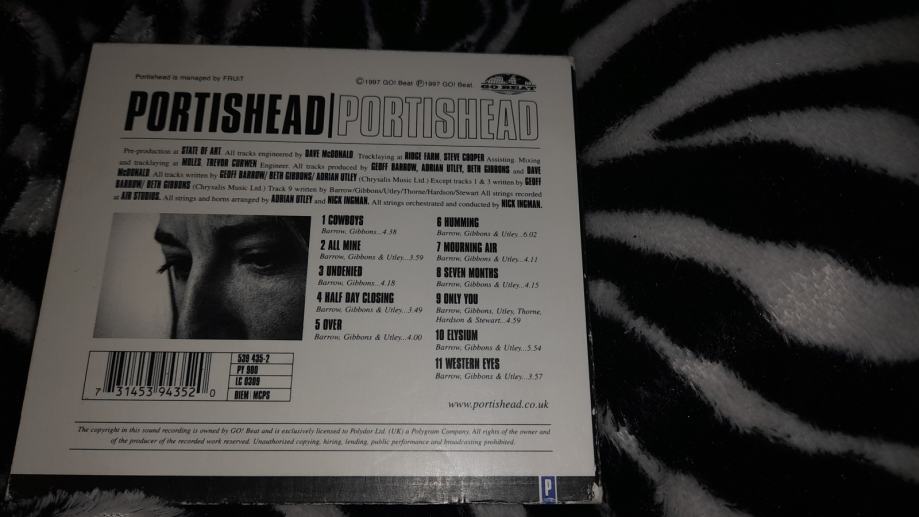 Portishead is managed by FRUIT
©1997 GO! Beat ℗1997 GO! Beat
GO BEAT
PORTISHEAD|PORTISHEAD
Pre-production at STATE OF ART. All tracks engineered by DAVE McDONALD. Tracklaying at RIDGE FARM, STEVE COOPER Assisting. Mixing
and tracklaying at MOLES. TREVOR CURWEN Engineer. All tracks produced by GEOFF BARROW, ADRIAN UTLEY, BETH GIBBONS and DAVE
McDONALD. All tracks written by GEOFF BARROW/ BETH GIBBONS/ ADRIAN UTLEY (Chrysalis Music Ltd.) Except tracks 1 & 3 written by GEOFF
BARROW/ BETH GIBBONS (Chrysalis Music Ltd.) Track 9 written by Barrow/Gibbons/Utley/Thorne/Hardson/Stewart All strings recorded
at AIR STUDIOS. All strings and horns arranged by ADRIAN UTLEY and NICK INGMAN. All strings orchestrated and conducted by NICK INGMAN.
1 COWBOYS
Barrow, Gibbons...4.38
2 ALL MINE
Barrow, Gibbons & Utley...3.59
3 UNDENIED
Barrow, Gibbons...4.18
4 HALF DAY CLOSING
Barrow, Gibbons & Utley...3.49
5 OVER
Barrow, Gibbons & Utley...4.00
6 HUMMING
Barrow, Gibbons & Utley...6.02
7 MOURNING AIR
Barrow, Gibbons & Utley...4.11
8 SEVEN MONTHS
Barrow, Gibbons & Utley...4.15
9 ONLY YOU
Barrow, Gibbons, Utley, Thorne,
Hardson & Stewart...4.59
10 ELYSIUM
Barrow, Gibbons & Utley...5.54
11 WESTERN EYES
Barrow, Gibbons & Utley...3.57
539 435-2
PY 900
LC 0309
BIEM MCPS
7 31453 94352 0
www.portishead.co.uk
The copyright in this sound recording is owned by GO! Beat and is exclusively licensed to Polydor Ltd. (UK) a Polygram Company. All rights of the owner and
of the producer of the recorded work reserved. Unauthorized copying, hiring, lending, public performance and broadcasting prohibited.
P